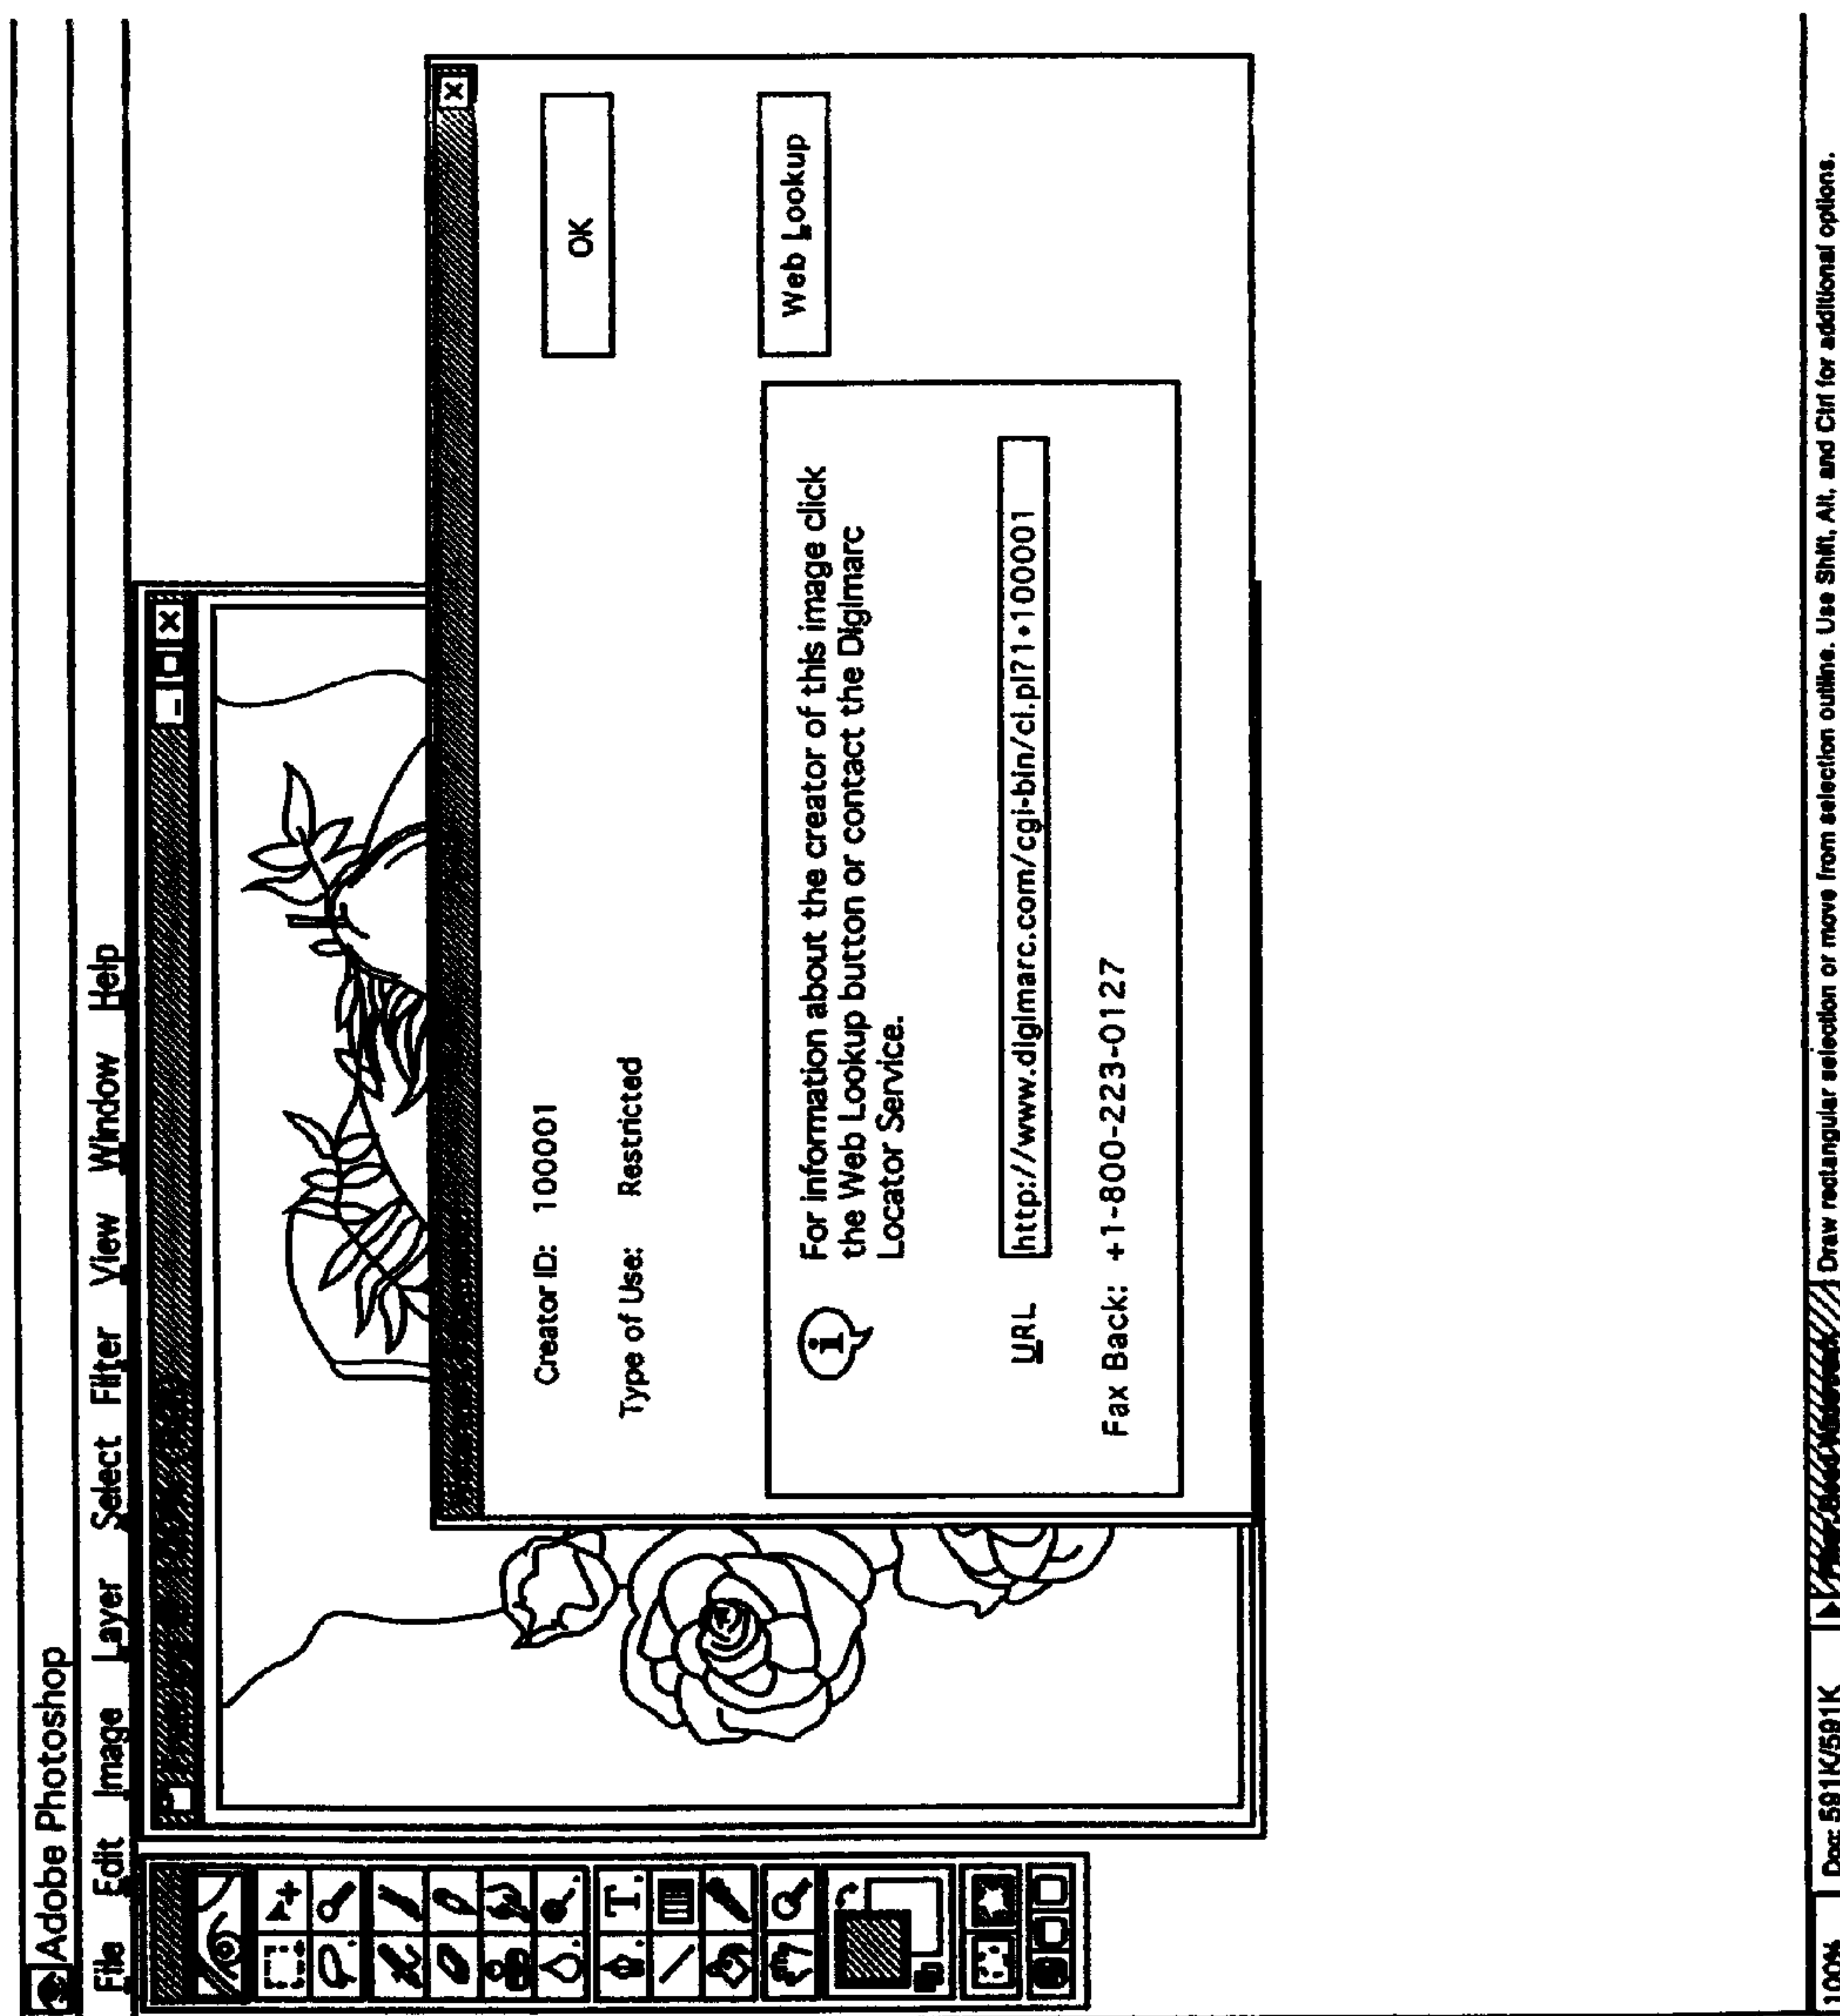 Adobe Photoshop
File Edit Image Layer Select Filter View Window Help
T
Creator ID: 100001
OK
Type of Use: Restricted
For information about the creator of this image click
the Web Lookup button or contact the Digimarc
Locator Service.
Web Lookup
URL http://www.digimarc.com/cgi-bin/ci.pl?1+100001
Fax Back: +1-800-223-0127
100% Doc: 591K/591K Draw rectangular selection or move from selection outline. Use Shift, Alt, and Ctrl for additional options.